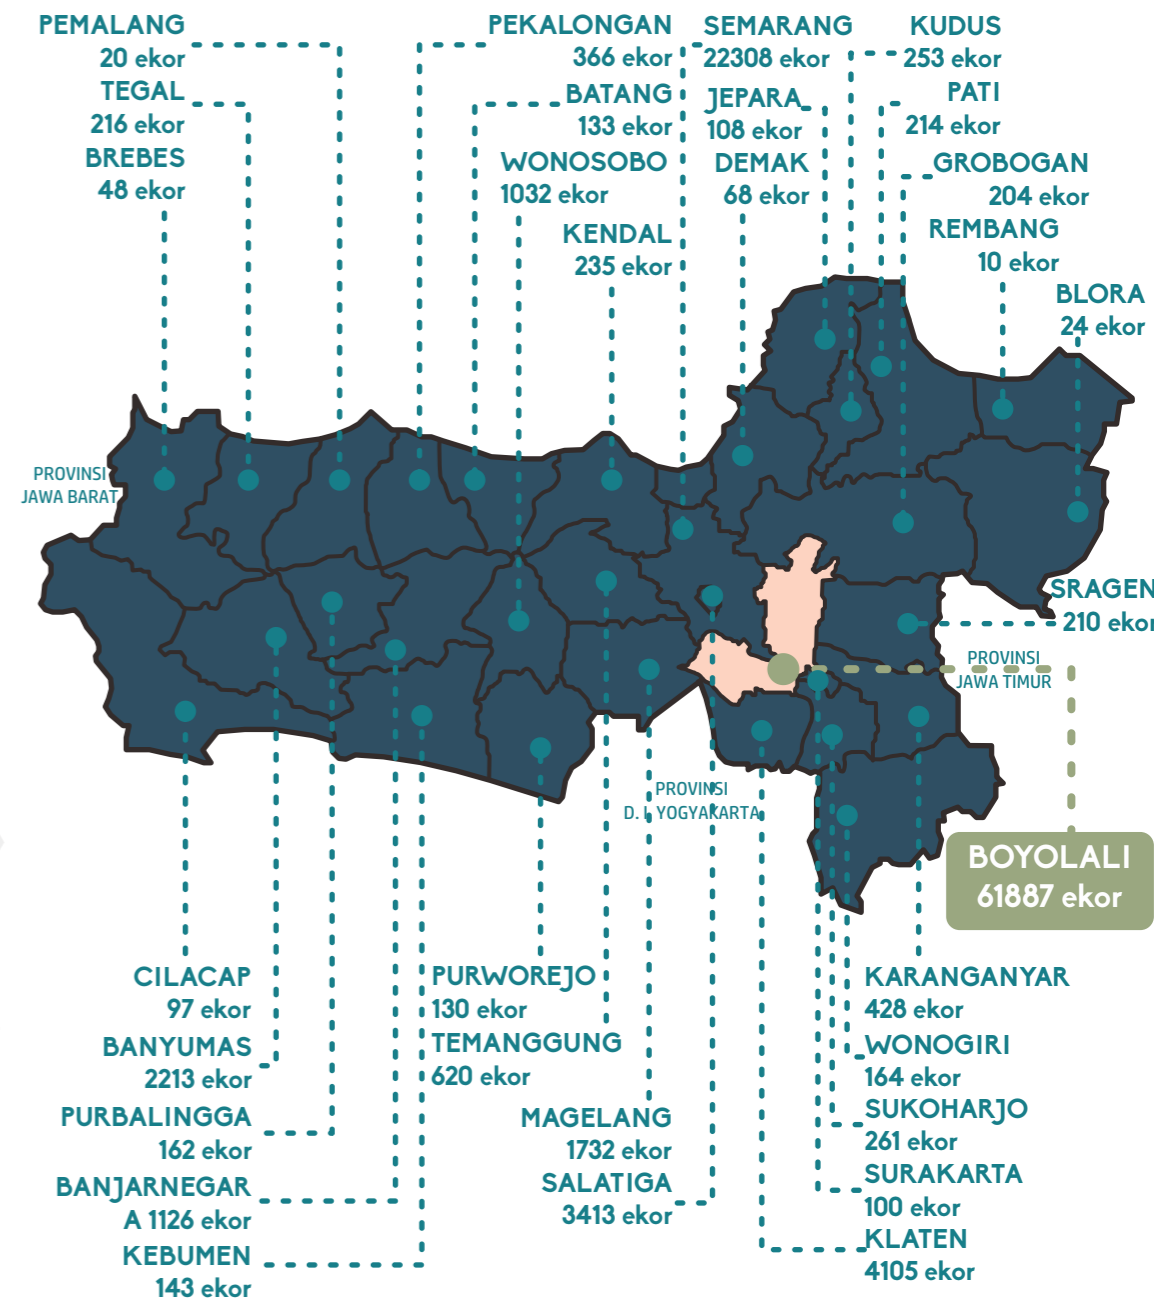 PEMALANG
20 ekor
TEGAL
216 ekor
BREBES
48 ekor
PEKALONGAN
366 ekor
BATANG
133 ekor
WONOSOBO
1032 ekor
KENDAL
235 ekor
SEMARANG
22308 ekor
JEPARA
108 ekor
DEMAK
68 ekor
KUDUS
253 ekor
PATI
214 ekor
GROBOGAN
204 ekor
REMBANG
10 ekor
BLORA
24 ekor
PROVINSI
JAWA BARAT
SRAGEN
210 ekor
PROVINSI
JAWA TIMUR
PROVINSI
D. I. YOGYAKARTA
BOYOLALI
61887 ekor
CILACAP
97 ekor
BANYUMAS
2213 ekor
PURBALINGGA
162 ekor
BANJARNEGAR
A 1126 ekor
KEBUMEN
143 ekor
PURWOREJO
130 ekor
TEMANGGUNG
620 ekor
MAGELANG
1732 ekor
SALATIGA
3413 ekor
KARANGANYAR
428 ekor
WONOGIRI
164 ekor
SUKOHARJO
261 ekor
SURAKARTA
100 ekor
KLATEN
4105 ekor